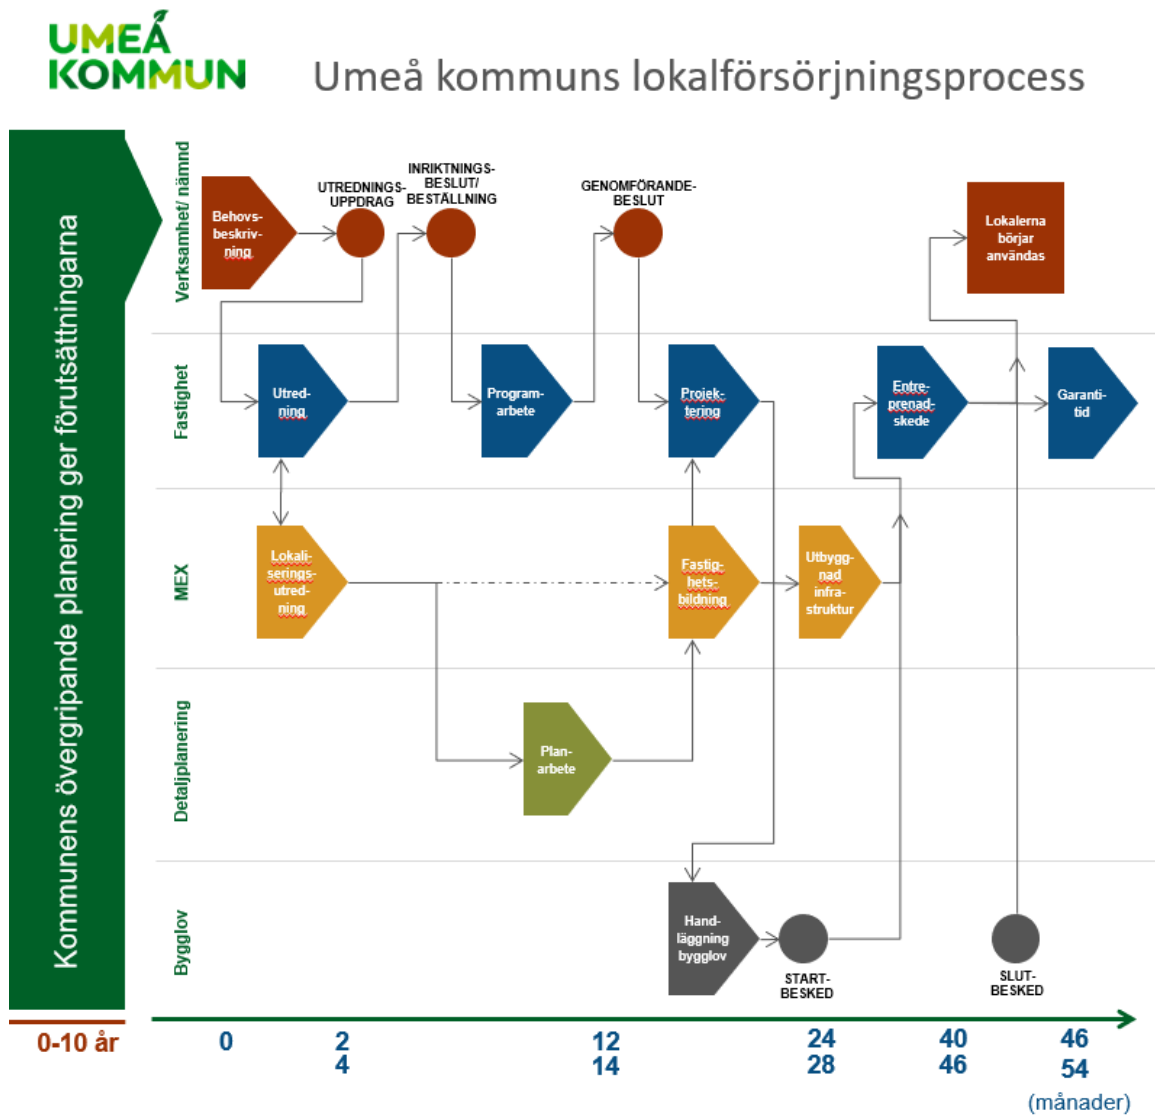 UMEÅ
KOMMUN
Umeå kommuns lokalförsörjningsprocess
Kommunens övergripande planering ger förutsättningarna
Verksamhet/ nämnd
Behovs-
beskriv-
ning
UTREDNINGS-
UPPDRAG
INRIKTNINGS-
BESLUT/
BESTÄLLNING
GENOMFÖRANDE-
BESLUT
Lokalerna
börjar
användas
Fastighet
Utred-
ning
Program-
arbete
Projek-
tering
Entre-
prenad-
skede
Garanti-
tid
MEX
Lokali-
serings-
utred-
ning
Fastig-
hets-
bildning
Utbygg-
nad
infra-
struktur
Detaljplanering
Plan-
arbete
Bygglov
Hand-
läggning
bygglov
START-
BESKED
SLUT-
BESKED
0-10 år
0
2
4
12
14
24
28
40
46
46
54
(månader)